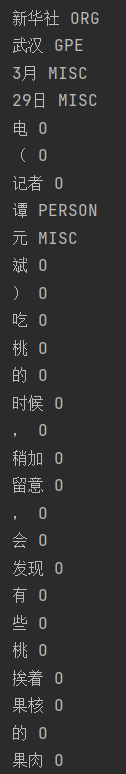 新华社 ORG
武汉 GPE
3月 MISC
29日 MISC
电 O
（ O
记者 O
谭 PERSON
元 MISC
斌 O
） O
吃 O
桃 O
的 O
时候 O
， O
稍加 O
留意 O
， O
会 O
发现 O
有 O
些 O
桃 O
挨着 O
果核 O
的 O
果肉 O